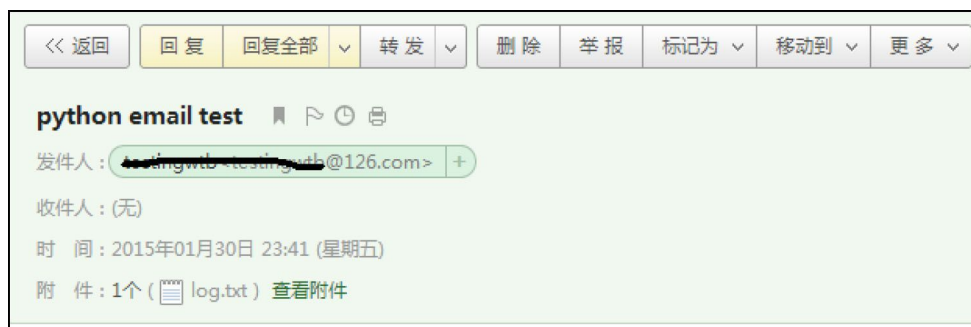 << 返回 回 复 回复全部 转 发 删 除 举 报 标记为 移动到 更 多
python email test
发件人 : @126.com> +
收件人 : (无)
时 间 : 2015年01月30日 23:41 (星期五)
附 件 : 1个 ( log.txt ) 查看附件